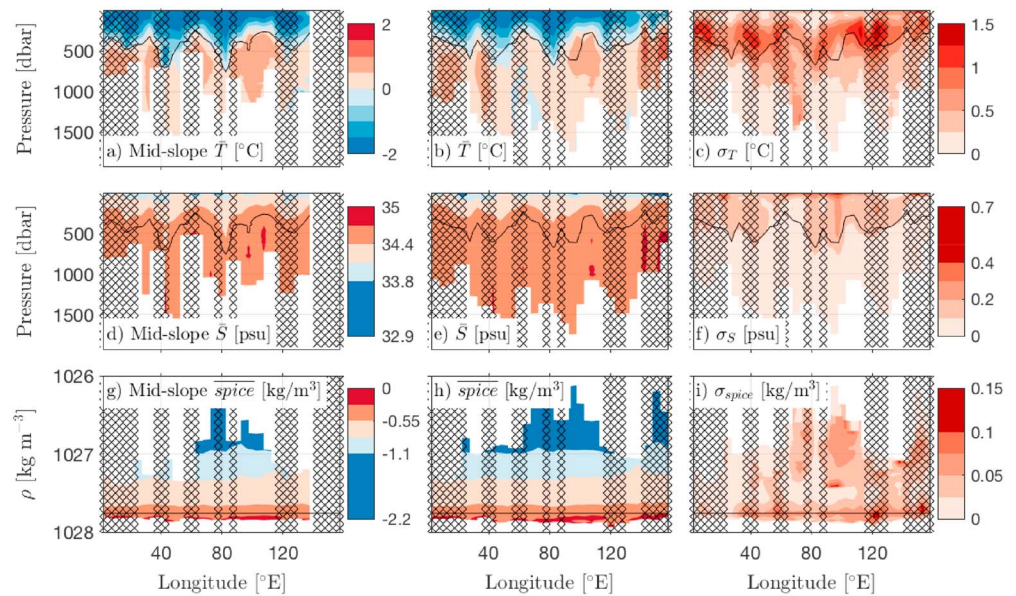 Pressure [dbar]
500
1000
1500
a) Mid-slope T̄ [°C]
2
0
-2
b) T̄ [°C]
c) σ_T [°C]
1.5
1
0.5
0
Pressure [dbar]
500
1000
1500
d) Mid-slope S̄ [psu]
35
34.4
33.8
32.9
e) S̄ [psu]
f) σ_S [psu]
0.7
0.4
0.2
0
ρ [kg m⁻³]
1026
1027
1028
g) Mid-slope spice [kg/m³]
0
-0.55
-1.1
-2.2
h) spice [kg/m³]
i) σ_spice [kg/m³]
0.15
0.1
0.05
0
40 80 120
40 80 120
40 80 120
Longitude [°E]
Longitude [°E]
Longitude [°E]